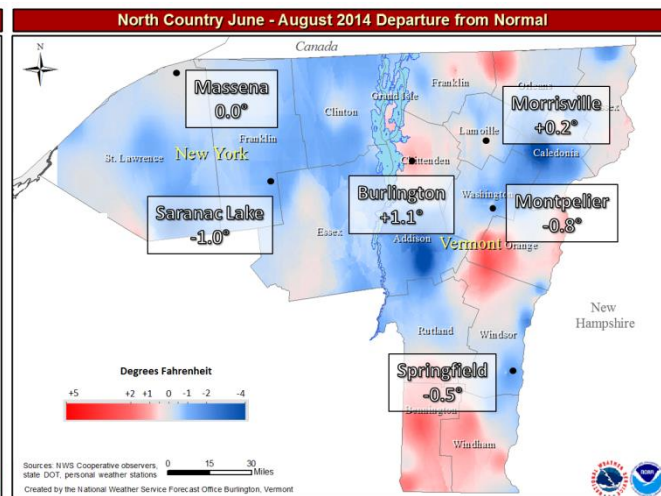 North Country June - August 2014 Departure from Normal
Canada
N
Massena
0.0°
Clinton
Grand Isle
Franklin
Orleans
Essex
Morrisville
+0.2°
Lamoille
Caledonia
St. Lawrence
New York
Franklin
Chittenden
Saranac Lake
-1.0°
Essex
Burlington
+1.1°
Addison
Washington
Montpelier
-0.8°
Vermont
Orange
New
Hampshire
Rutland
Windsor
Springfield
-0.5°
Bennington
Windham
Degrees Fahrenheit
+5 +2 +1 0 -1 -2 -4
Sources: NWS Cooperative observers,
state DOT, personal weather stations
0 15 30
Miles
Created by the National Weather Service Forecast Office Burlington, Vermont